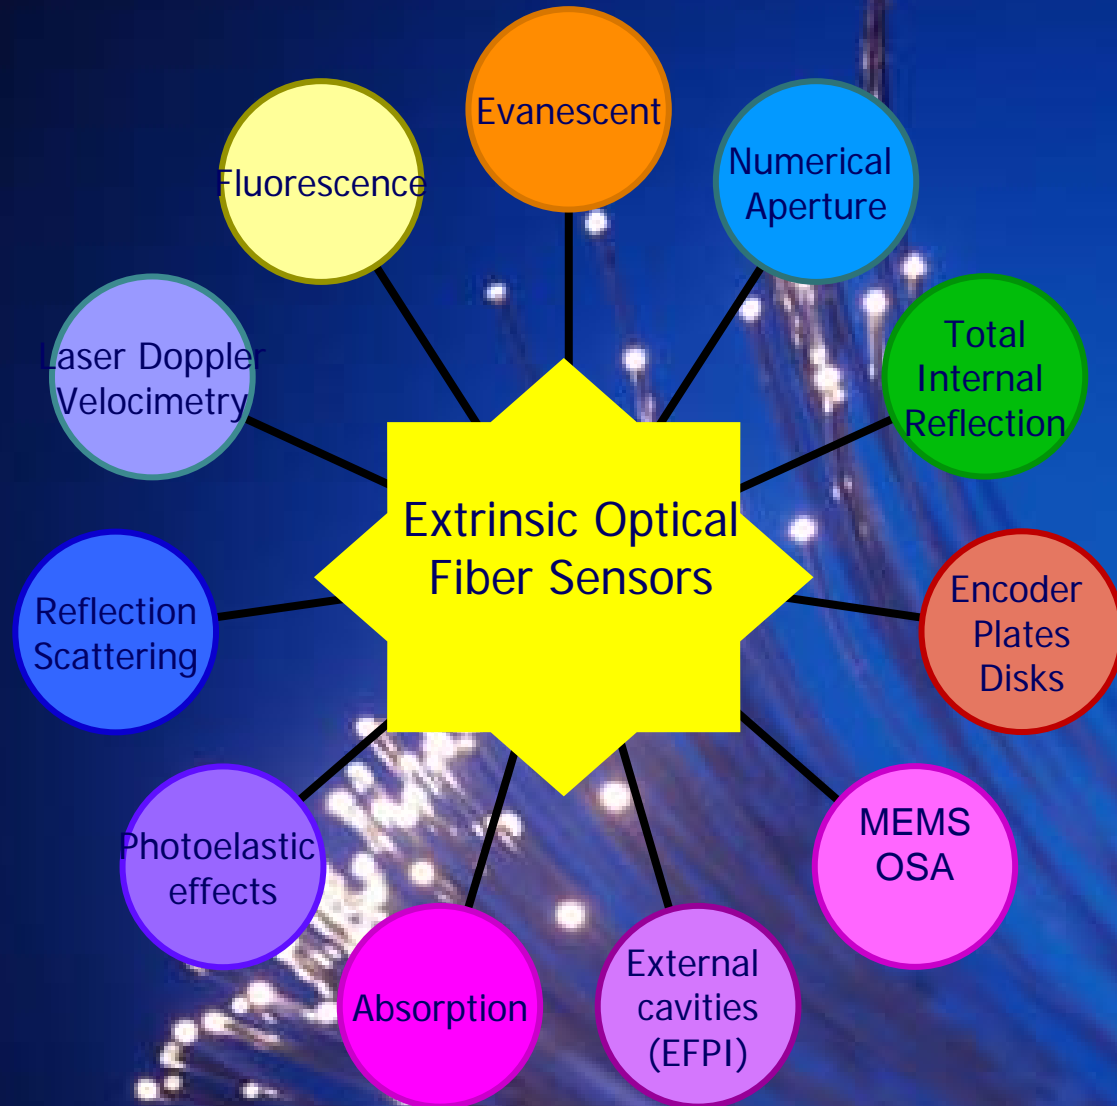 Evanescent
Fluorescence
Numerical
Aperture
Laser Doppler
Velocimetry
Total
Internal
Reflection
Extrinsic Optical
Fiber Sensors
Reflection
Scattering
Encoder
Plates
Disks
Photoelastic
effects
MEMS
OSA
Absorption
External
cavities
(EFPI)